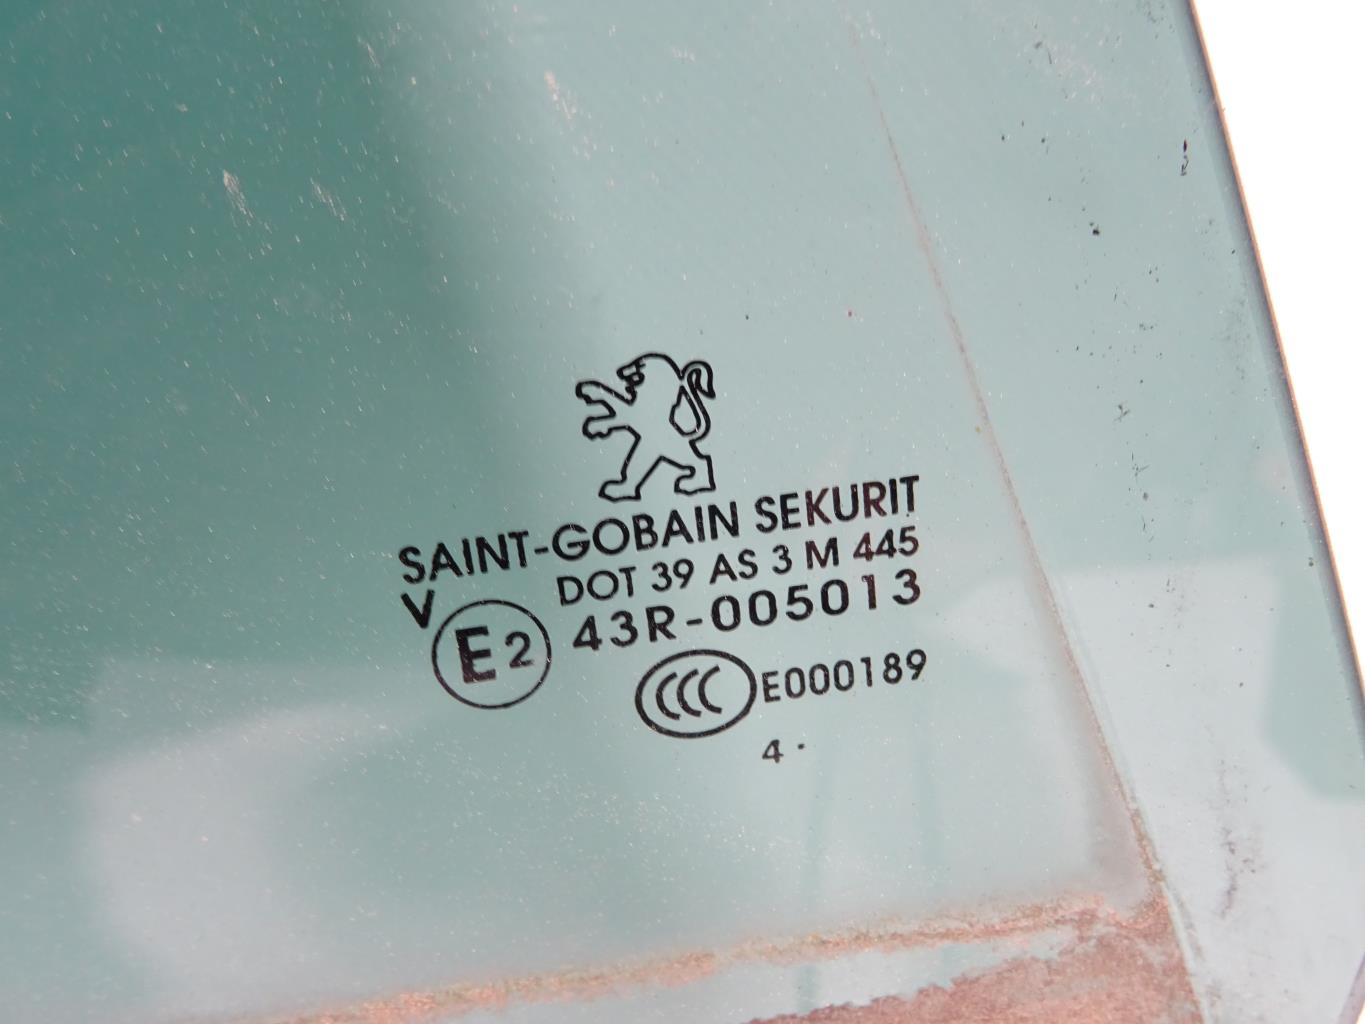 SAINT-GOBAIN SEKURIT
DOT 39 AS 3 M 445
V E2 43R-005013
CCC E000189
4 ·